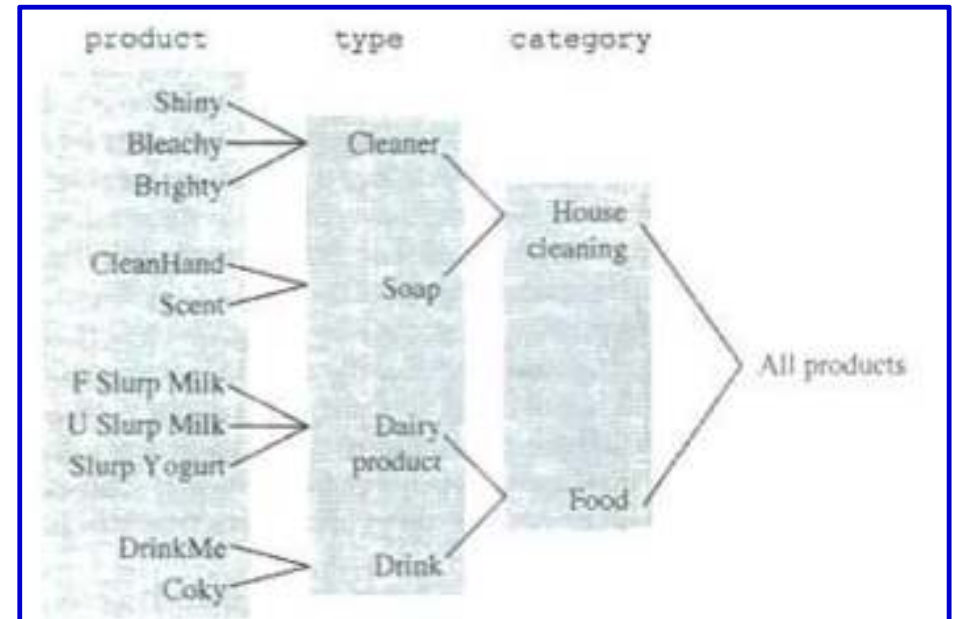 product type category
Shiny
Bleachy
Brighty
Cleaner
CleanHand
Scent
Soap
House
cleaning
F Slurp Milk
U Slurp Milk
Slurp Yogurt
Dairy
product
DrinkMe
Coky
Drink
Food
All products